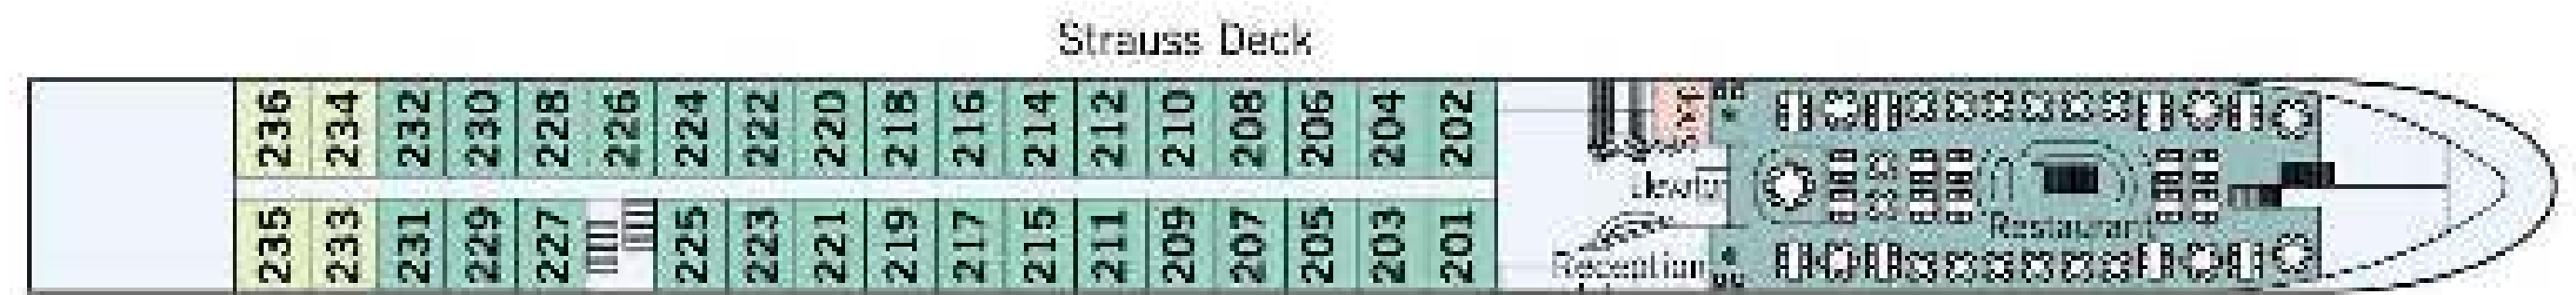 Strauss Deck
236 234 232 230 228 226 224 222 220 218 216 214 212 210 208 206 204 202
Shop
Elevator
235 233 231 229 227 225 223 221 219 217 215 211 209 207 205 203 201
Restaurant
Reception